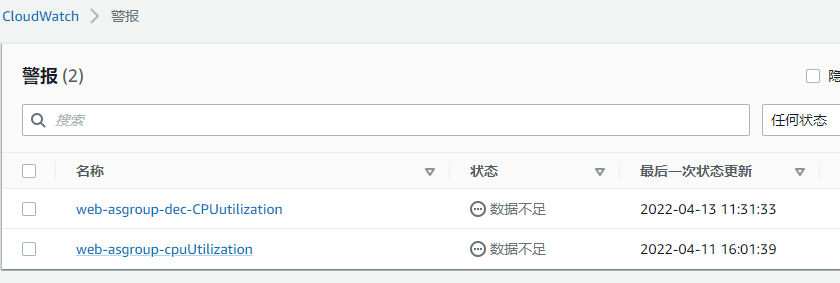 CloudWatch > 警报
警报 (2)
搜索
任何状态
名称 状态 最后一次状态更新
web-asgroup-dec-CPUutilization 数据不足 2022-04-13 11:31:33
web-asgroup-cpuUtilization 数据不足 2022-04-11 16:01:39